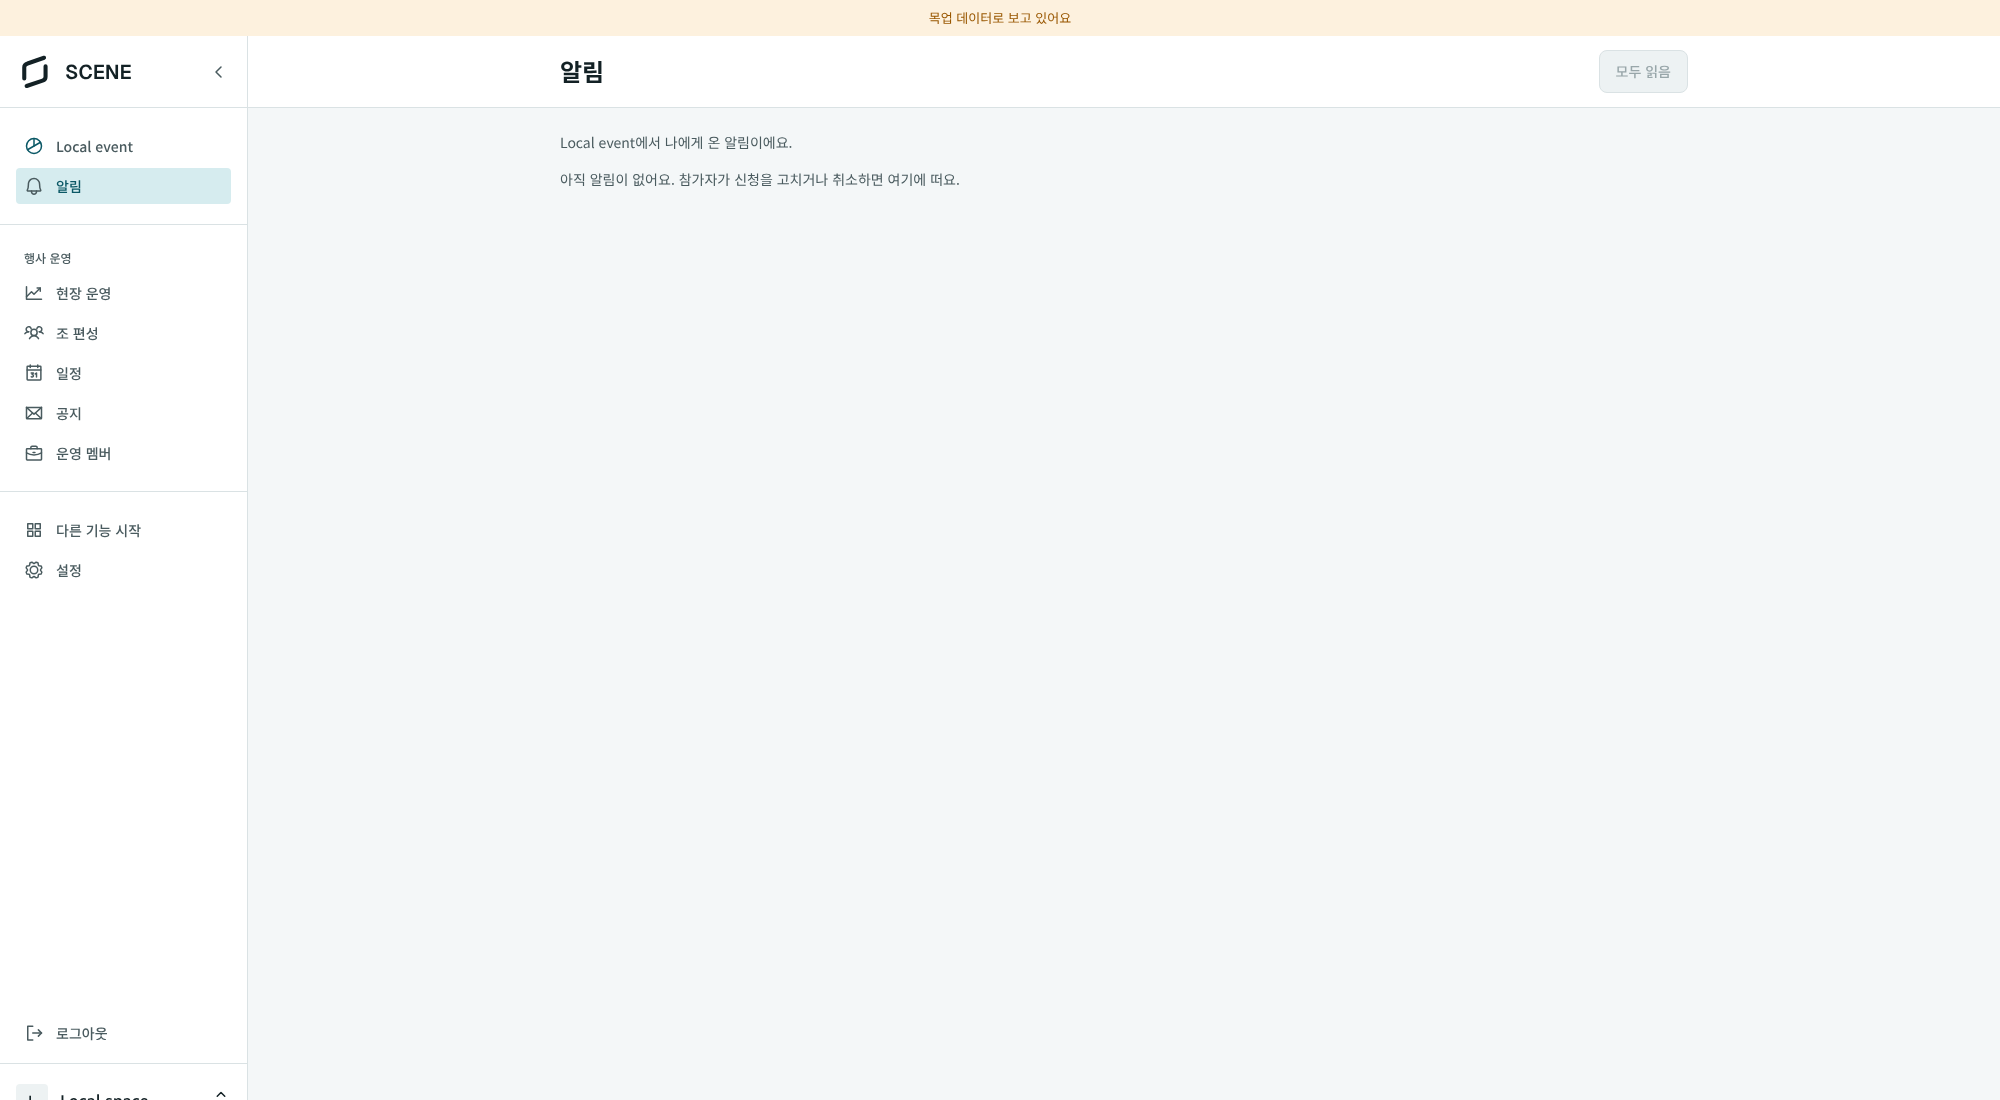 목업 데이터로 보고 있어요
SCENE
알림
모두 읽음
Local event
알림
Local event에서 나에게 온 알림이에요.
아직 알림이 없어요. 참가자가 신청을 고치거나 취소하면 여기에 떠요.
행사 운영
현장 운영
조 편성
31
일정
공지
운영 멤버
다른 기능 시작
설정
로그아웃
L
Local space